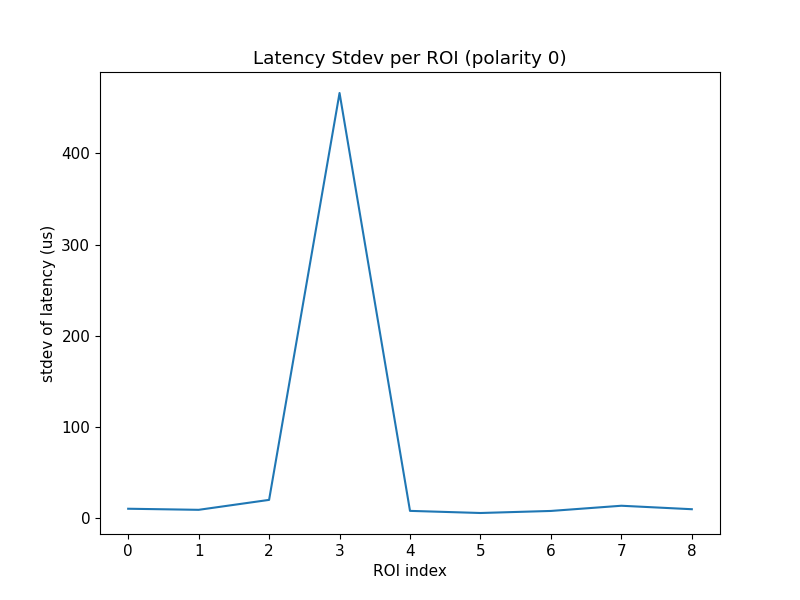 Latency Stdev per ROI (polarity 0)
400
300
200
100
0
stdev of latency (us)
0 1 2 3 4 5 6 7 8
ROI index